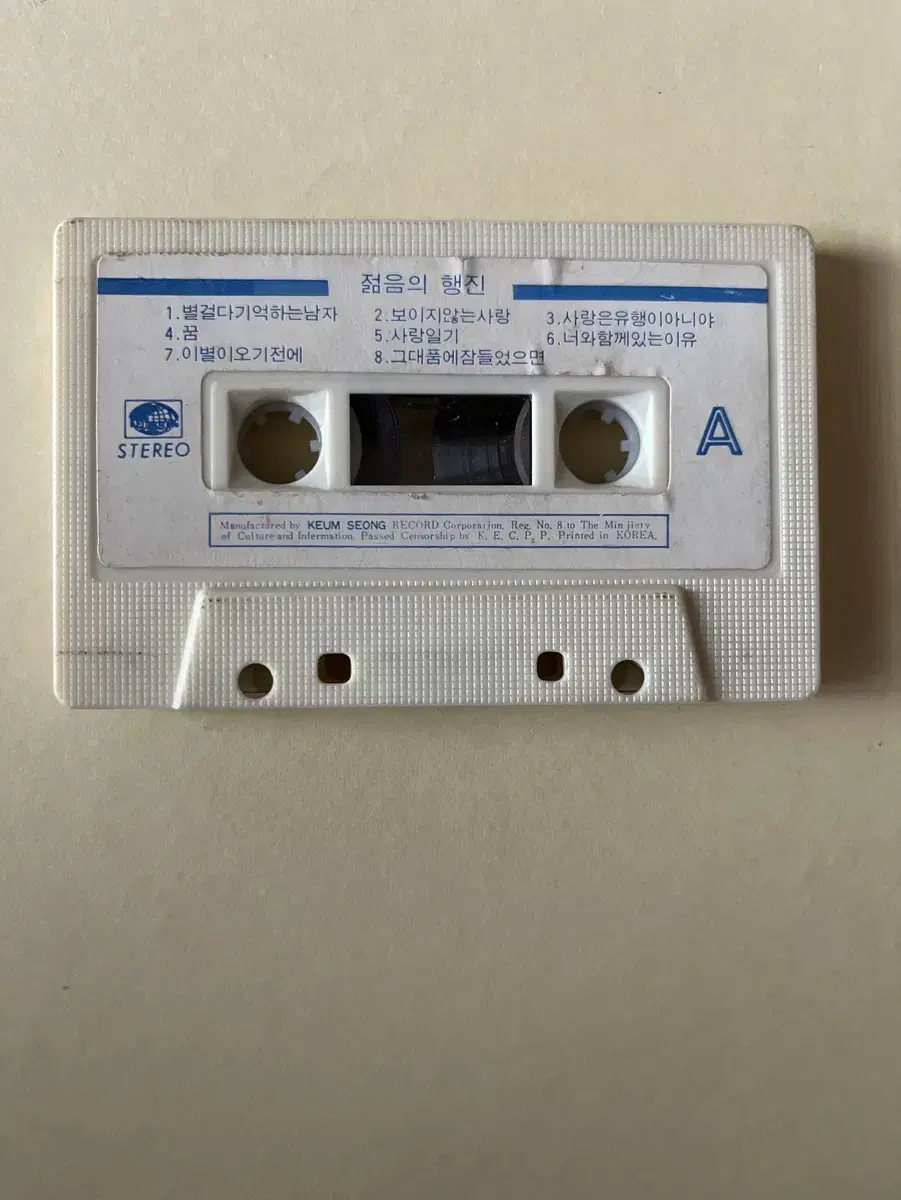 젊음의 행진
1.별걸다기억하는남자 2.보이지않는사랑 3.사랑은유행이아니야
4.꿈 5.사랑일기 6.너와함께있는이유
7.이별이오기전에 8.그대품에잠들었으면
STEREO
A
Manufactured by KEUM SEONG RECORD Corporation. Reg. No. 8 to The Min jisty
of Culture and Infermation. Passed Censorship by K. E. C. P. P. Printed in KOREA.